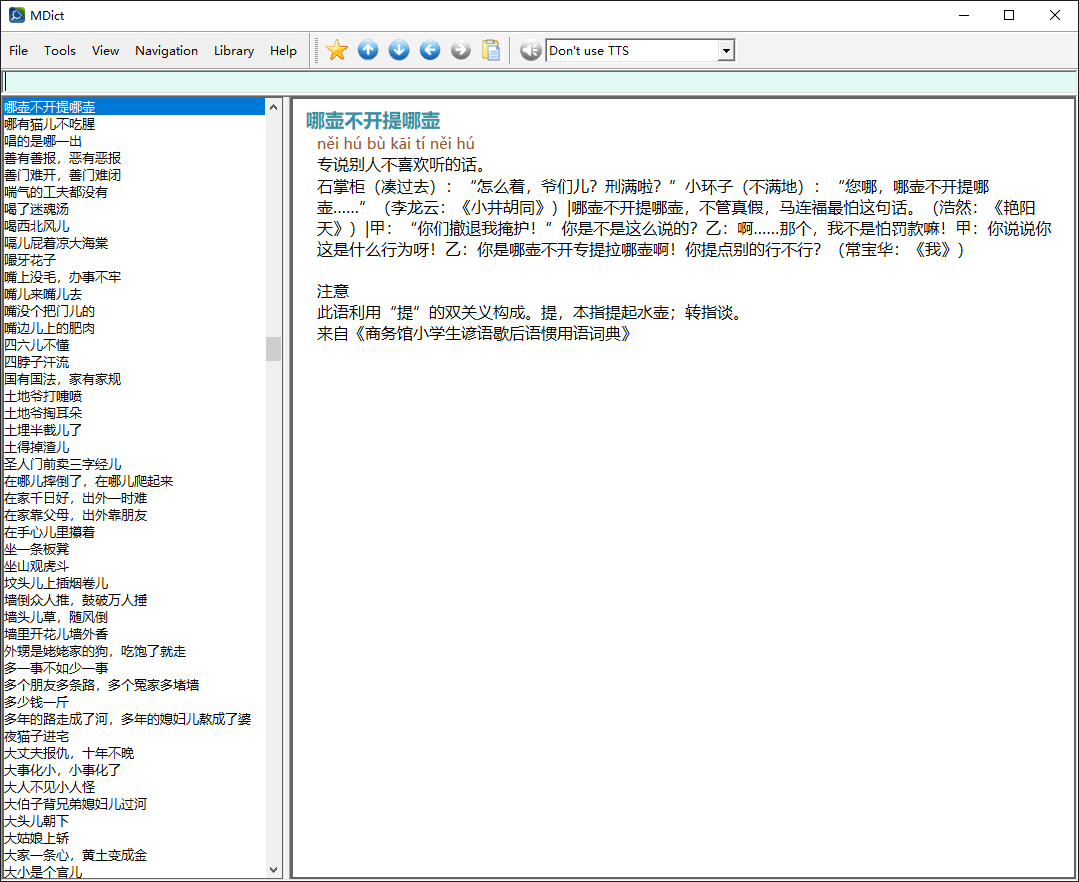 MDict
File Tools View Navigation Library Help Don't use TTS
哪壶不开提哪壶
哪有猫儿不吃腥
唱的是哪一出
善有善报，恶有恶报
善门难开，善门难闭
喘气的工夫都没有
喝了迷魂汤
喝西北风儿
嗝儿屁着凉大海棠
嘬牙花子
嘴上没毛，办事不牢
嘴儿来嘴儿去
嘴没个把门儿的
嘴边儿上的肥肉
四六儿不懂
四脖子汗流
国有国法，家有家规
土地爷打嚏喷
土地爷掏耳朵
土埋半截儿了
土得掉渣儿
圣人门前卖三字经儿
在哪儿摔倒了，在哪儿爬起来
在家千日好，出外一时难
在家靠父母，出外靠朋友
在手心儿里攥着
坐一条板凳
坐山观虎斗
坟头儿上插烟卷儿
墙倒众人推，鼓破万人捶
墙头儿草，随风倒
墙里开花儿墙外香
外甥是姥姥家的狗，吃饱了就走
多一事不如少一事
多个朋友多条路，多个冤家多堵墙
多少钱一斤
多年的路走成了河，多年的媳妇儿熬成了婆
夜猫子进宅
大丈夫报仇，十年不晚
大事化小，小事化了
大人不见小人怪
大伯子背兄弟媳妇儿过河
大头儿朝下
大姑娘上轿
大家一条心，黄土变成金
大小是个官儿
哪壶不开提哪壶
něi hú bù kāi tí něi hú
专说别人不喜欢听的话。
石掌柜（凑过去）：“怎么着，爷们儿？刑满啦？”小环子（不满地）：“您哪，哪壶不开提哪
壶……”（李龙云：《小井胡同》）|哪壶不开提哪壶，不管真假，马连福最怕这句话。（浩然：《艳阳
天》）|甲：“你们撤退我掩护！”你是不是这么说的？乙：啊……那个，我不是怕罚款嘛！甲：你说说你
这是什么行为呀！乙：你是哪壶不开专提拉哪壶啊！你提点别的行不行？（常宝华：《我》）
注意
此语利用“提”的双关义构成。提，本指提起水壶；转指谈。
来自《商务馆小学生谚语歇后语惯用语词典》